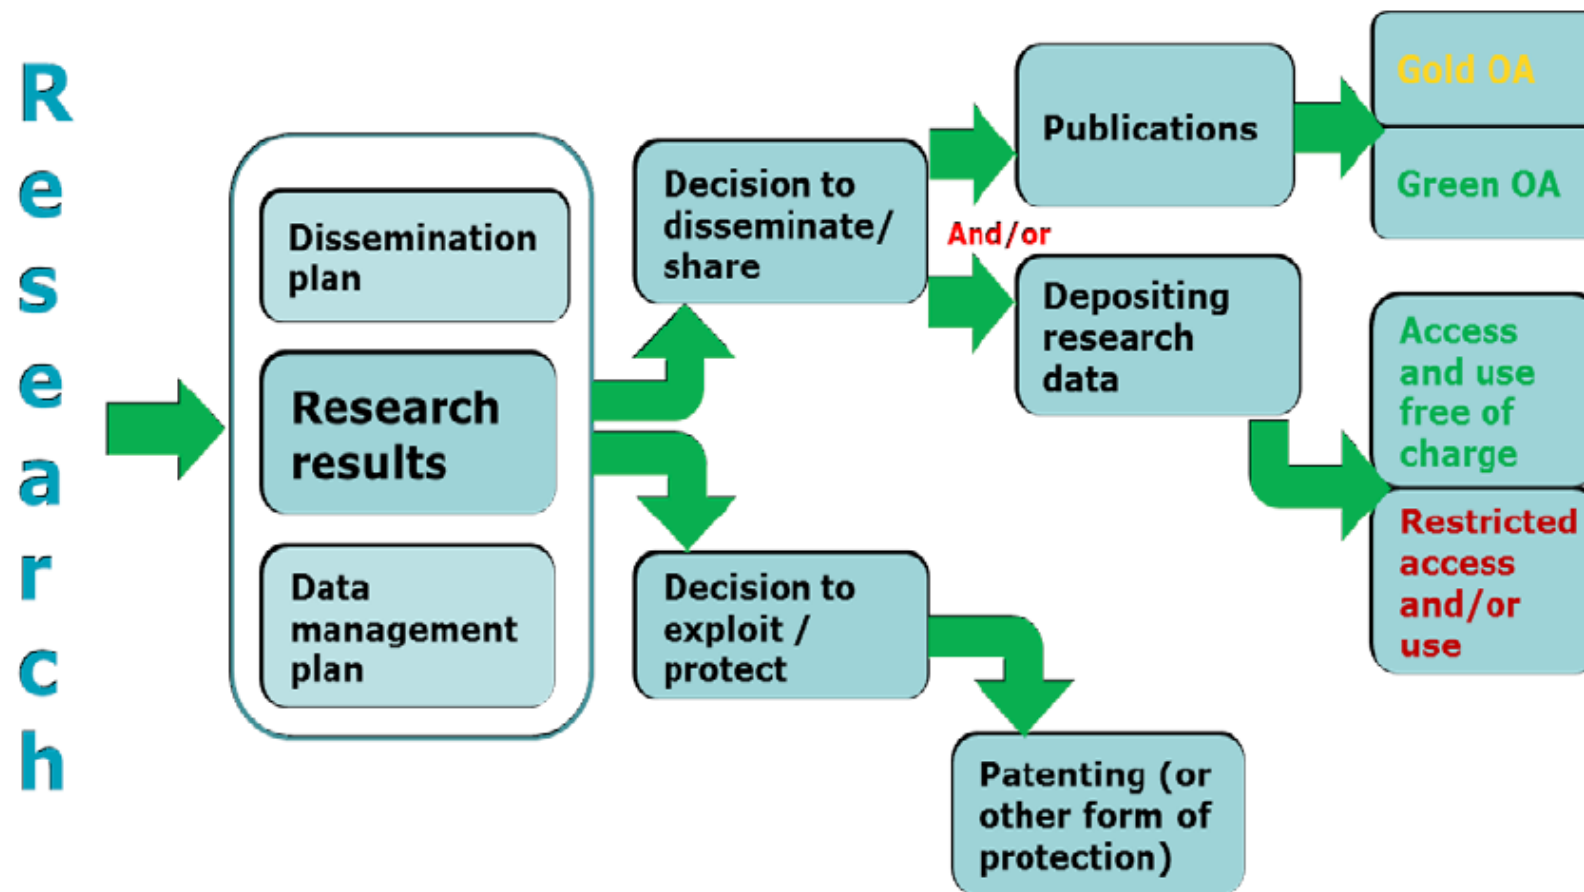 Research
Dissemination
plan
Research
results
Data
management
plan
Decision to
disseminate/
share
Decision to
exploit /
protect
And/or
Publications
Depositing
research
data
Patenting (or
other form of
protection)
Gold OA
Green OA
Access
and use
free of
charge
Restricted
access
and/or
use